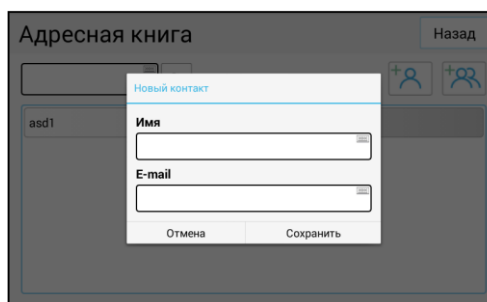 Адресная книга
Назад
Новый контакт
asd1
Имя
E-mail
Отмена Сохранить